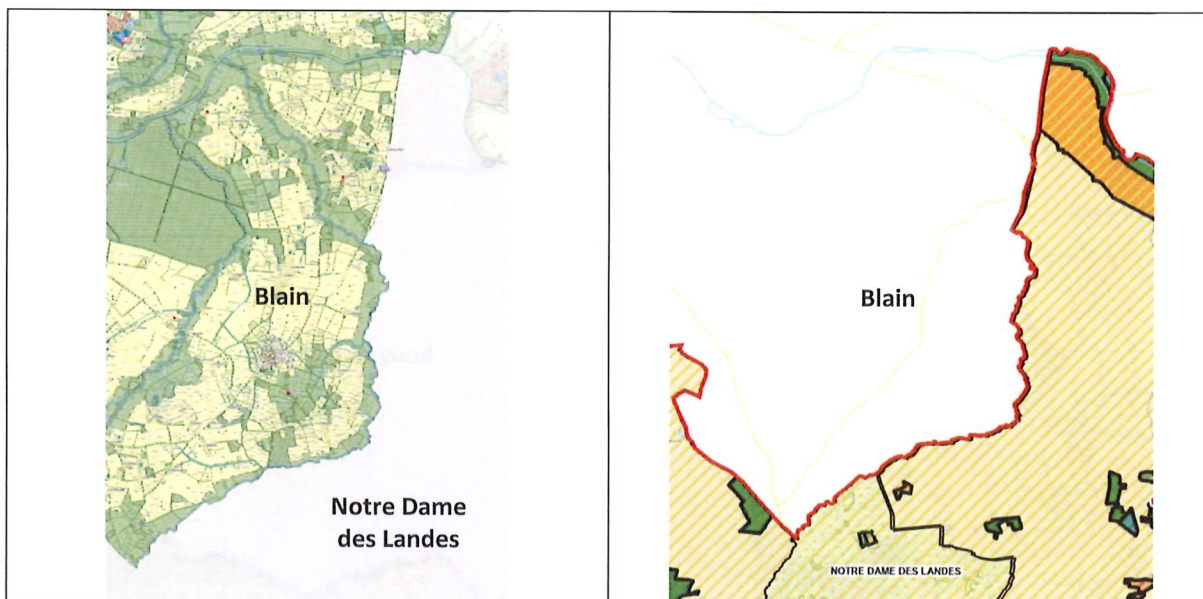 Blain
Notre Dame
des Landes
Blain
NOTRE DAME DES LANDES